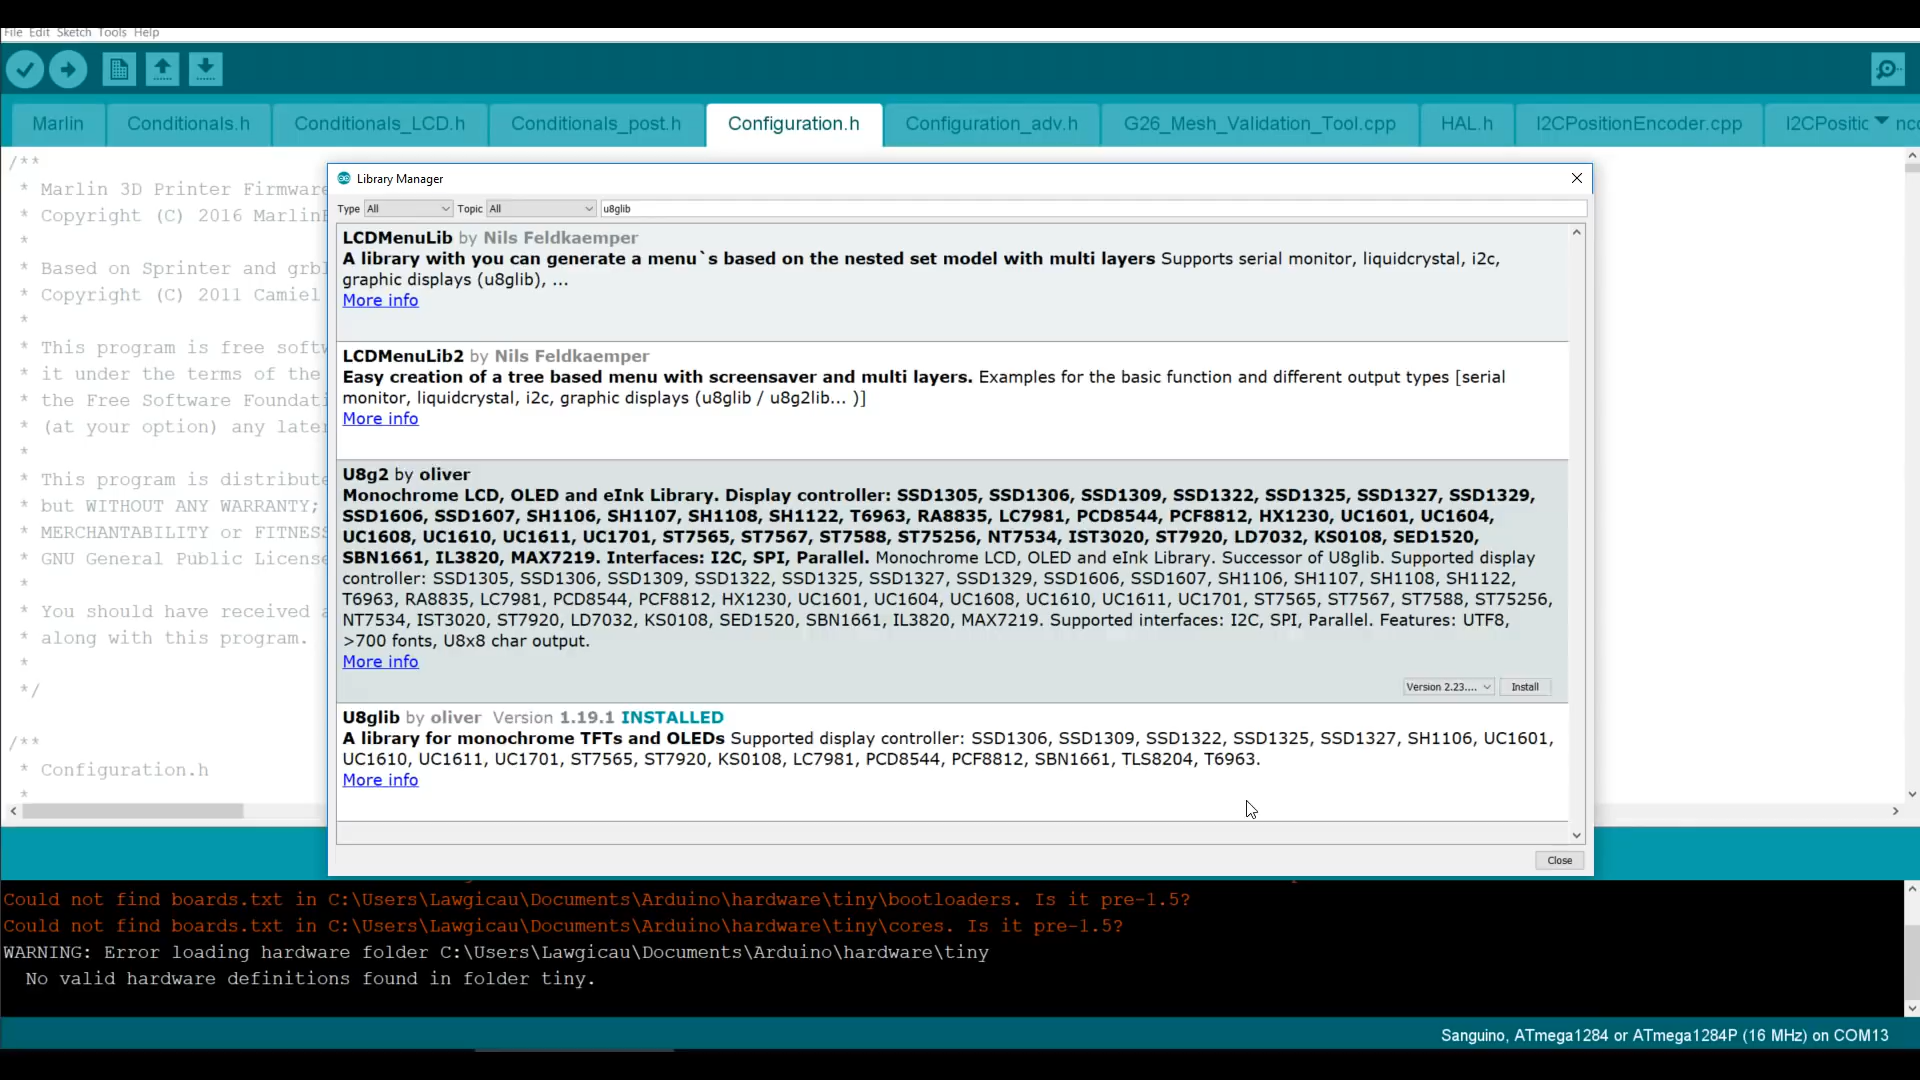 File Edit Sketch Tools Help
Marlin Conditionals.h Conditionals_LCD.h Conditionals_post.h Configuration.h Configuration_adv.h G26_Mesh_Validation_Tool.cpp HAL.h I2CPositionEncoder.cpp I2CPositic
/**
* Marlin 3D Printer Firmware
* Copyright (C) 2016 Marlin
*
* Based on Sprinter and grbl
* Copyright (C) 2011 Camiel
*
* This program is free softw
* it under the terms of the
* the Free Software Foundati
* (at your option) any later
*
* This program is distribute
* but WITHOUT ANY WARRANTY;
* MERCHANTABILITY or FITNESS
* GNU General Public License
*
* You should have received a
* along with this program.
*
*/
/**
* Configuration.h
*
Library Manager
Type All Topic All u8glib
LCDMenuLib by Nils Feldkaemper
A library with you can generate a menu`s based on the nested set model with multi layers Supports serial monitor, liquidcrystal, i2c,
graphic displays (u8glib), ...
More info
LCDMenuLib2 by Nils Feldkaemper
Easy creation of a tree based menu with screensaver and multi layers. Examples for the basic function and different output types [serial
monitor, liquidcrystal, i2c, graphic displays (u8glib / u8g2lib... )]
More info
U8g2 by oliver
Monochrome LCD, OLED and eInk Library. Display controller: SSD1305, SSD1306, SSD1309, SSD1322, SSD1325, SSD1327, SSD1329,
SSD1606, SSD1607, SH1106, SH1107, SH1108, SH1122, T6963, RA8835, LC7981, PCD8544, PCF8812, HX1230, UC1601, UC1604,
UC1608, UC1610, UC1611, UC1701, ST7565, ST7567, ST7588, ST75256, NT7534, IST3020, ST7920, LD7032, KS0108, SED1520,
SBN1661, IL3820, MAX7219. Interfaces: I2C, SPI, Parallel. Monochrome LCD, OLED and eInk Library. Successor of U8glib. Supported display
controller: SSD1305, SSD1306, SSD1309, SSD1322, SSD1325, SSD1327, SSD1329, SSD1606, SSD1607, SH1106, SH1107, SH1108, SH1122,
T6963, RA8835, LC7981, PCD8544, PCF8812, HX1230, UC1601, UC1604, UC1608, UC1610, UC1611, UC1701, ST7565, ST7567, ST7588, ST75256,
NT7534, IST3020, ST7920, LD7032, KS0108, SED1520, SBN1661, IL3820, MAX7219. Supported interfaces: I2C, SPI, Parallel. Features: UTF8,
>700 fonts, U8x8 char output.
More info
Version 2.23.... Install
U8glib by oliver Version 1.19.1 INSTALLED
A library for monochrome TFTs and OLEDs Supported display controller: SSD1306, SSD1309, SSD1322, SSD1325, SSD1327, SH1106, UC1601,
UC1610, UC1611, UC1701, ST7565, ST7920, KS0108, LC7981, PCD8544, PCF8812, SBN1661, TLS8204, T6963.
More info
Close
Could not find boards.txt in C:\Users\Lawgicau\Documents\Arduino\hardware\tiny\bootloaders. Is it pre-1.5?
Could not find boards.txt in C:\Users\Lawgicau\Documents\Arduino\hardware\tiny\cores. Is it pre-1.5?
WARNING: Error loading hardware folder C:\Users\Lawgicau\Documents\Arduino\hardware\tiny
No valid hardware definitions found in folder tiny.
Sanguino, ATmega1284 or ATmega1284P (16 MHz) on COM13